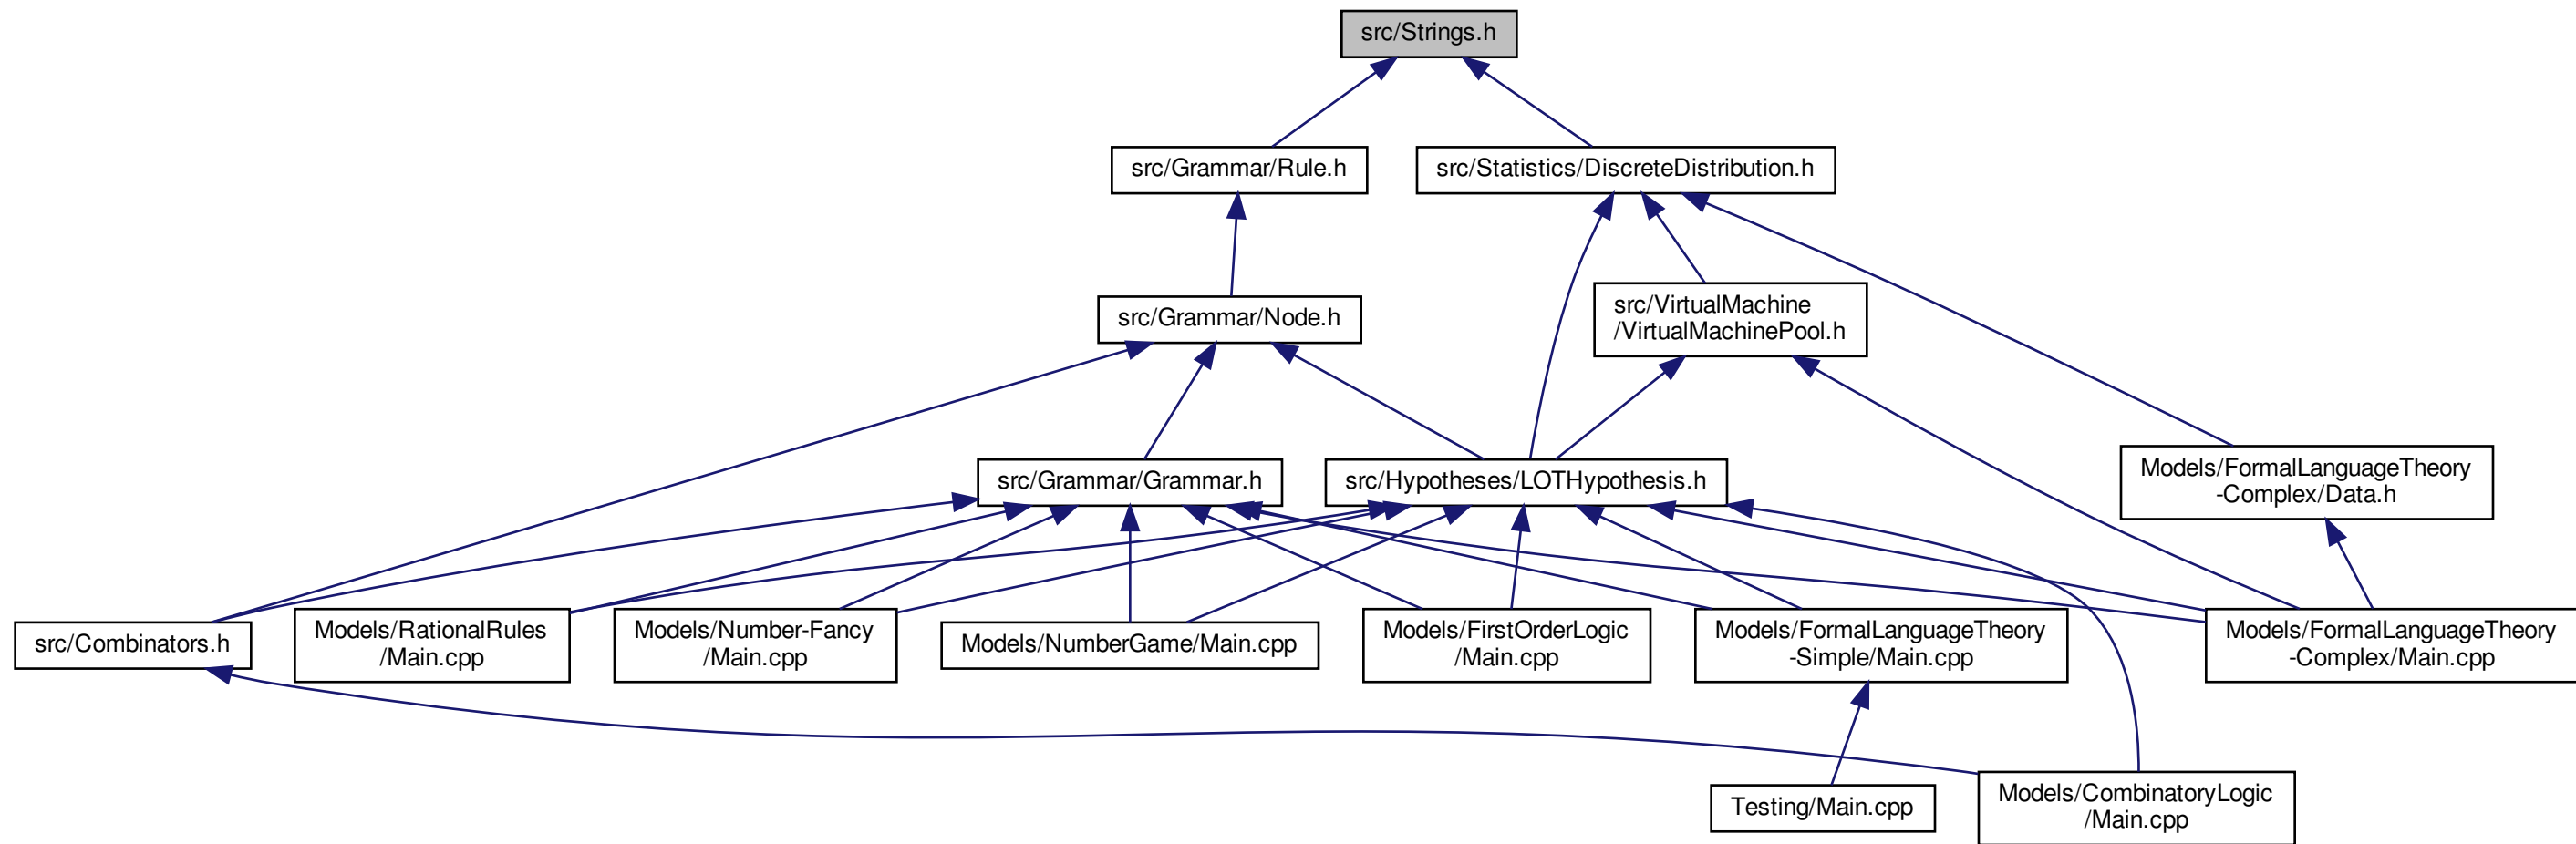 src/Strings.h
src/Grammar/Rule.h
src/Statistics/DiscreteDistribution.h
src/Grammar/Node.h
src/VirtualMachine
/VirtualMachinePool.h
src/Grammar/Grammar.h
src/Hypotheses/LOTHypothesis.h
Models/FormalLanguageTheory
-Complex/Data.h
src/Combinators.h
Models/RationalRules
/Main.cpp
Models/Number-Fancy
/Main.cpp
Models/NumberGame/Main.cpp
Models/FirstOrderLogic
/Main.cpp
Models/FormalLanguageTheory
-Simple/Main.cpp
Models/FormalLanguageTheory
-Complex/Main.cpp
Testing/Main.cpp
Models/CombinatoryLogic
/Main.cpp